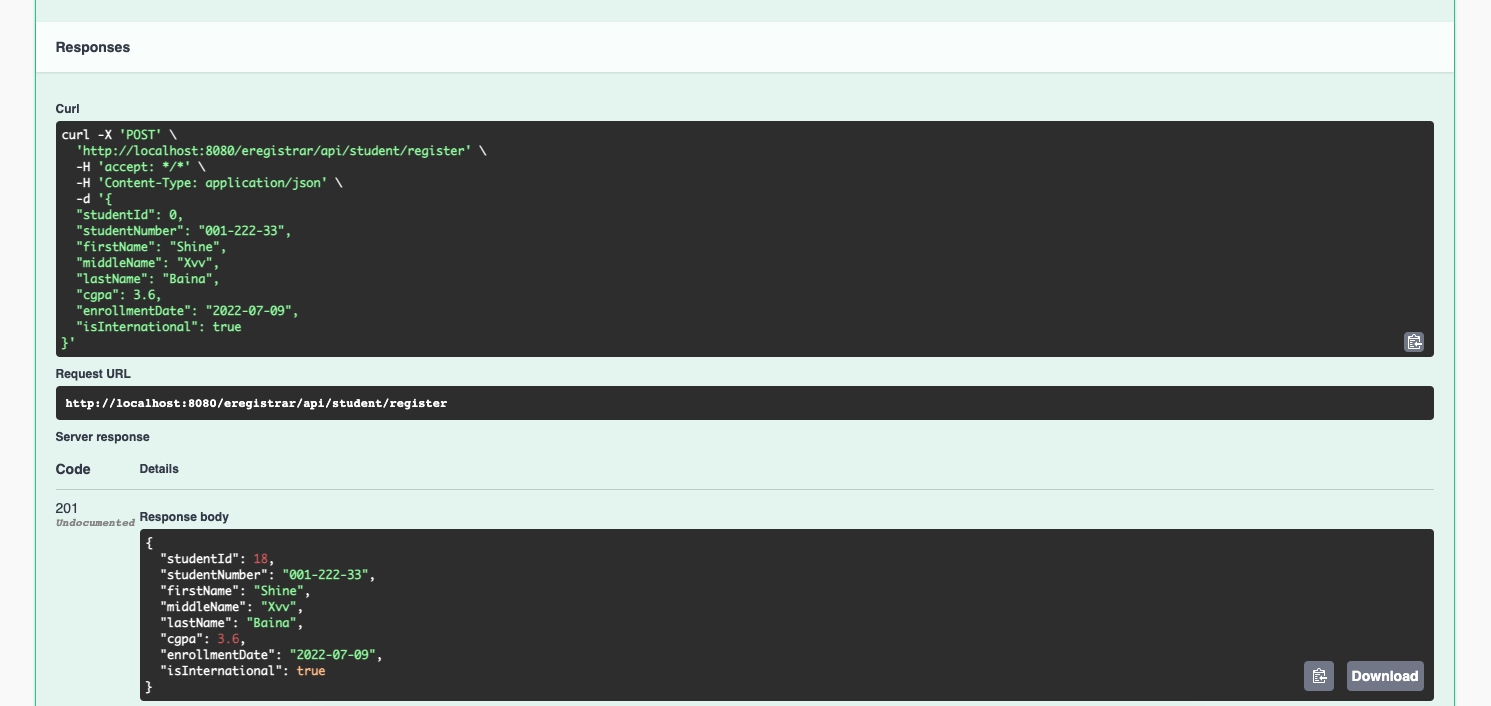 Responses
Curl
curl -X 'POST' \
  'http://localhost:8080/eregistrar/api/student/register' \
  -H 'accept: */*' \
  -H 'Content-Type: application/json' \
  -d '{
  "studentId": 0,
  "studentNumber": "001-222-33",
  "firstName": "Shine",
  "middleName": "Xvv",
  "lastName": "Baina",
  "cgpa": 3.6,
  "enrollmentDate": "2022-07-09",
  "isInternational": true
}'
Request URL
http://localhost:8080/eregistrar/api/student/register
Server response
Code Details
201
Undocumented
Response body
{
  "studentId": 18,
  "studentNumber": "001-222-33",
  "firstName": "Shine",
  "middleName": "Xvv",
  "lastName": "Baina",
  "cgpa": 3.6,
  "enrollmentDate": "2022-07-09",
  "isInternational": true
}
Download